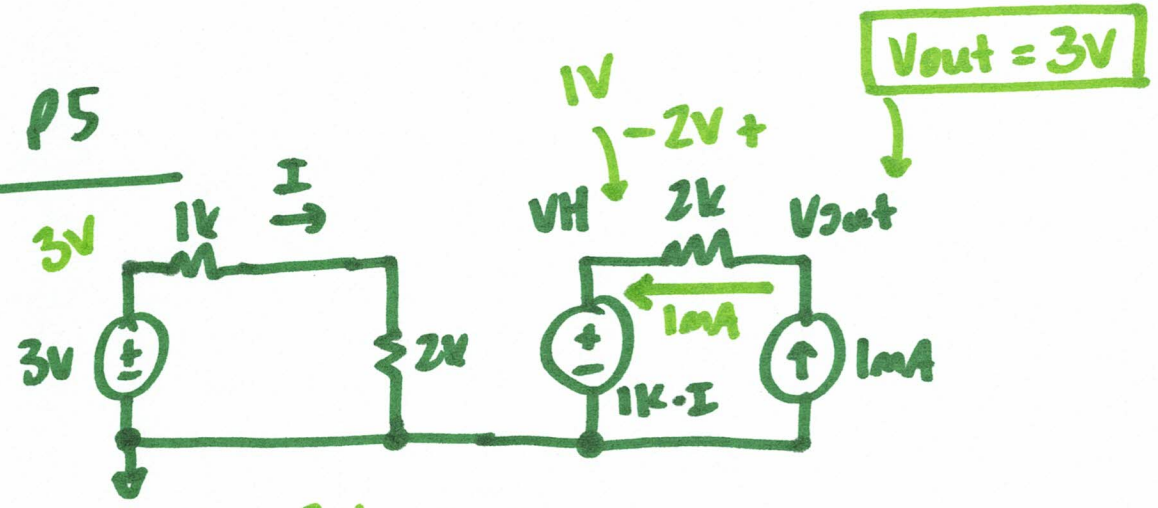 P5
Vout = 3V
1V
- 2V +
I
VH
2k
Vout
3V
1k
1mA
3V
+
-
2k
+
-
1k·I
1mA